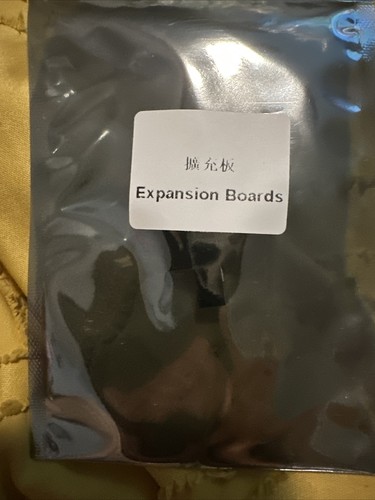 擴充板
Expansion Boards